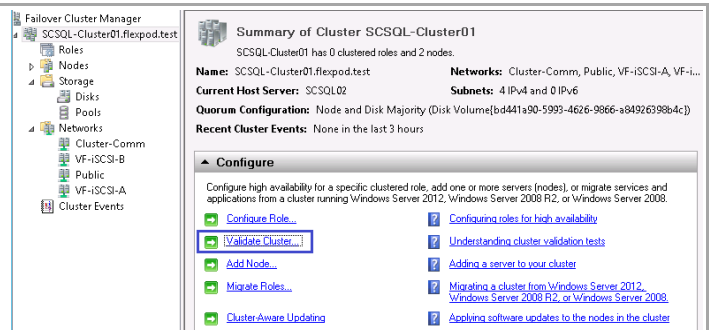 Failover Cluster Manager
SCSQL-Cluster01.flexpod.test
Roles
Nodes
Storage
Disks
Pools
Networks
Cluster-Comm
VF-iSCSI-B
Public
VF-iSCSI-A
Cluster Events
Summary of Cluster SCSQL-Cluster01
SCSQL-Cluster01 has 0 clustered roles and 2 nodes.
Name: SCSQL-Cluster01.flexpod.test
Networks: Cluster-Comm, Public, VF-iSCSI-A, VF-i...
Current Host Server: SCSQL02
Subnets: 4 IPv4 and 0 IPv6
Quorum Configuration: Node and Disk Majority (Disk Volume{bd441a90-5993-4626-9866-a84926398b4c})
Recent Cluster Events: None in the last 3 hours
Configure
Configure high availability for a specific clustered role, add one or more servers (nodes), or migrate services and
applications from a cluster running Windows Server 2012, Windows Server 2008 R2, or Windows Server 2008.
Configure Role...
Configuring roles for high availability
Validate Cluster...
Understanding cluster validation tests
Add Node...
Adding a server to your cluster
Migrate Roles...
Migrating a cluster from Windows Server 2012,
Windows Server 2008 R2, or Windows Server 2008.
Cluster-Aware Updating
Applying software updates to the nodes in the cluster